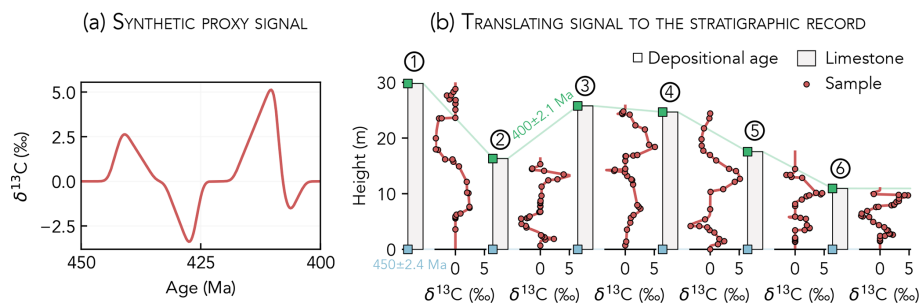 (a) SYNTHETIC PROXY SIGNAL
5.0
2.5
0.0
−2.5
δ13C (‰)
450 425 400
Age (Ma)
(b) TRANSLATING SIGNAL TO THE STRATIGRAPHIC RECORD
Depositional age
Limestone
Sample
1
2
3
4
5
6
400±2.1 Ma
30
20
10
0
Height (m)
450±2.4 Ma
0 5 0 5 0 5 0 5 0 5 0 5
δ13C (‰) δ13C (‰) δ13C (‰) δ13C (‰) δ13C (‰) δ13C (‰)